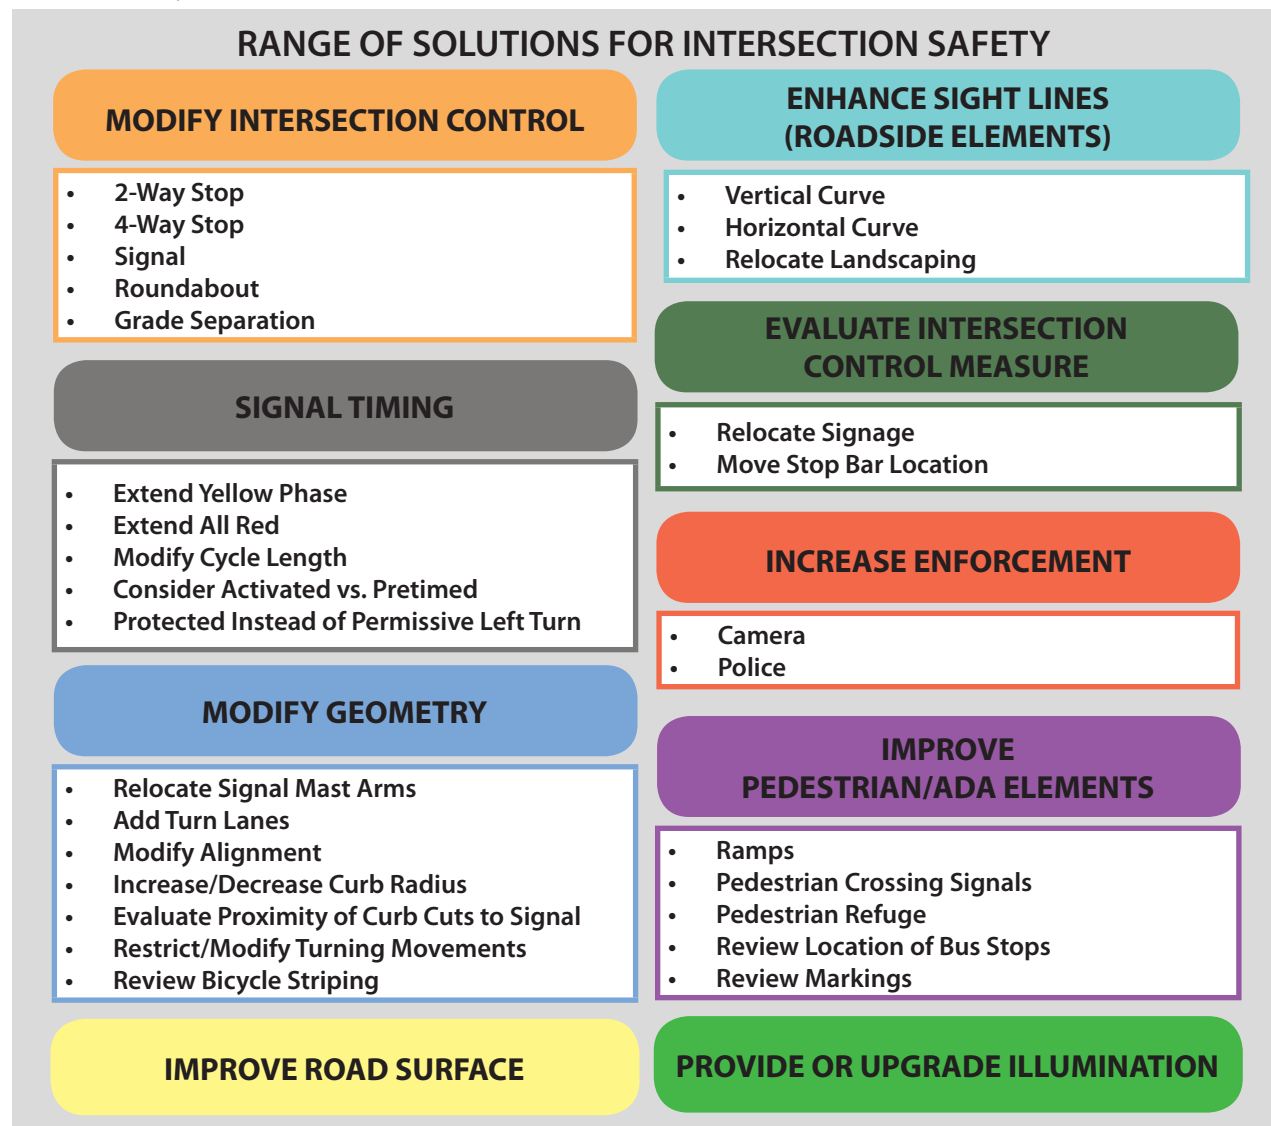 RANGE OF SOLUTIONS FOR INTERSECTION SAFETY
MODIFY INTERSECTION CONTROL
• 2-Way Stop
• 4-Way Stop
• Signal
• Roundabout
• Grade Separation
SIGNAL TIMING
• Extend Yellow Phase
• Extend All Red
• Modify Cycle Length
• Consider Activated vs. Pretimed
• Protected Instead of Permissive Left Turn
MODIFY GEOMETRY
• Relocate Signal Mast Arms
• Add Turn Lanes
• Modify Alignment
• Increase/Decrease Curb Radius
• Evaluate Proximity of Curb Cuts to Signal
• Restrict/Modify Turning Movements
• Review Bicycle Striping
IMPROVE ROAD SURFACE
ENHANCE SIGHT LINES
(ROADSIDE ELEMENTS)
• Vertical Curve
• Horizontal Curve
• Relocate Landscaping
EVALUATE INTERSECTION
CONTROL MEASURE
• Relocate Signage
• Move Stop Bar Location
INCREASE ENFORCEMENT
• Camera
• Police
IMPROVE
PEDESTRIAN/ADA ELEMENTS
• Ramps
• Pedestrian Crossing Signals
• Pedestrian Refuge
• Review Location of Bus Stops
• Review Markings
PROVIDE OR UPGRADE ILLUMINATION